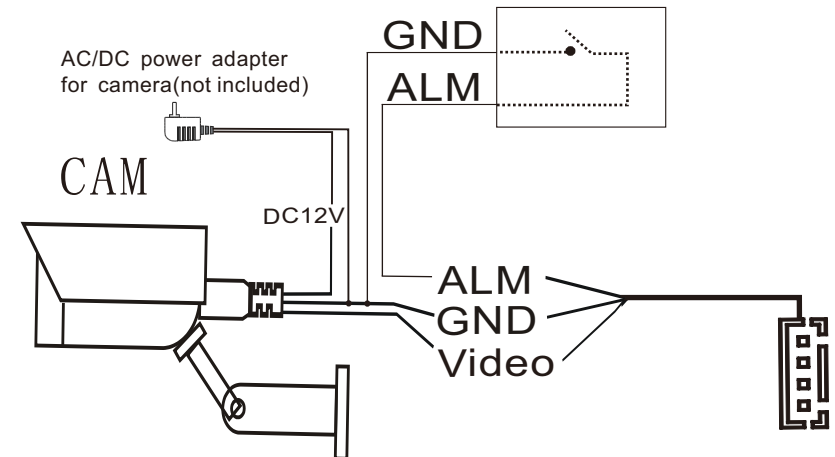 GND
AC/DC power adapter
for camera(not included)
ALM
CAM
DC12V
ALM
GND
Video